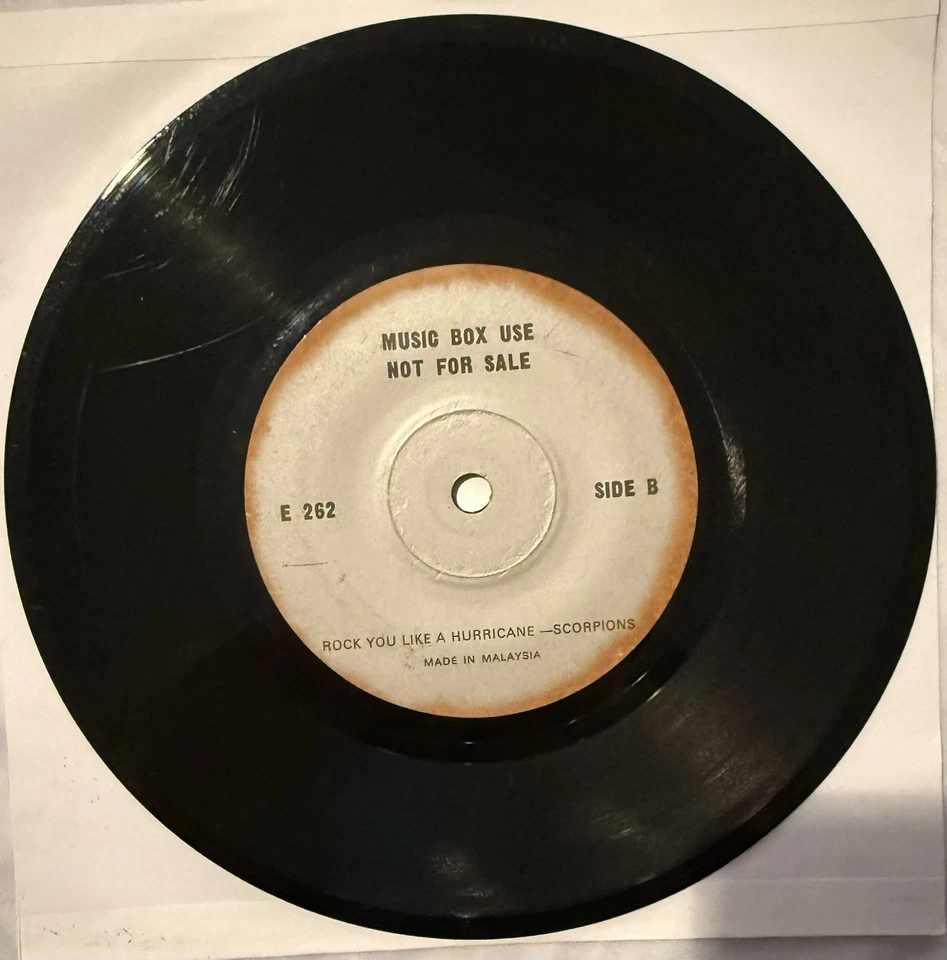 MUSIC BOX USE
NOT FOR SALE
E 262
SIDE B
ROCK YOU LIKE A HURRICANE —SCORPIONS
MADE IN MALAYSIA